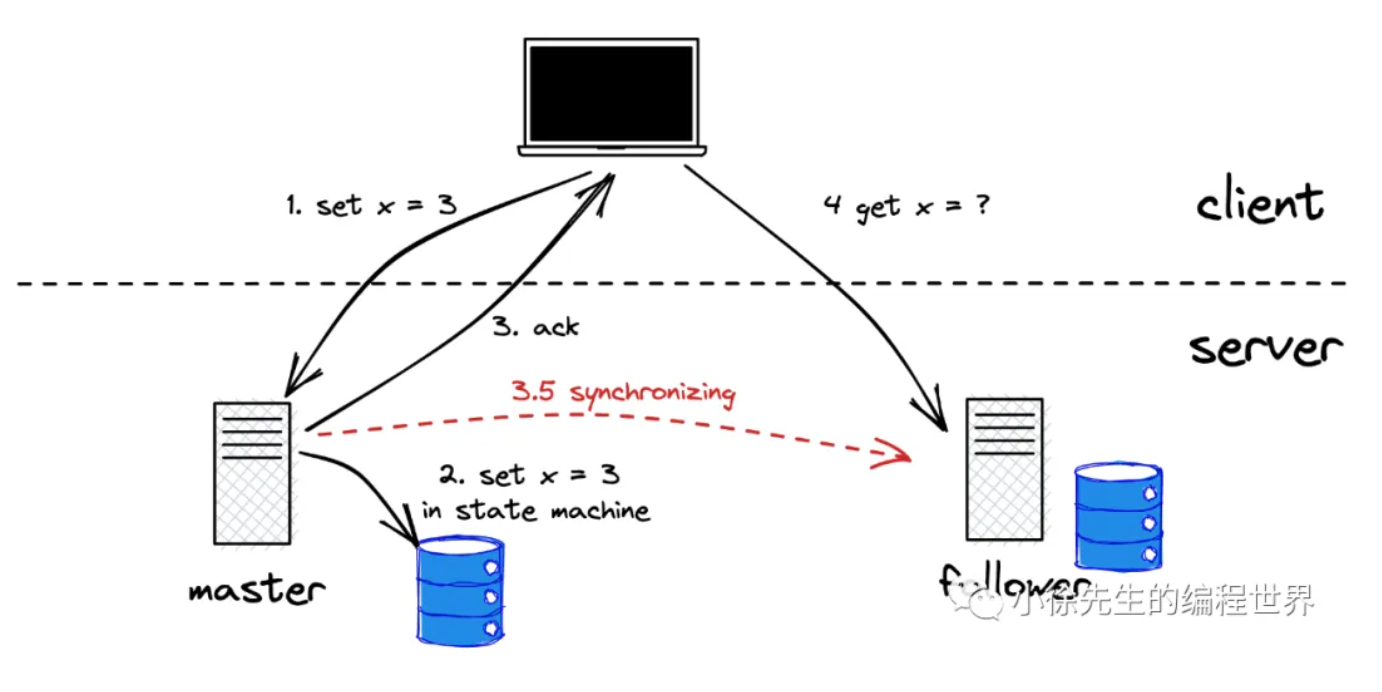 1. set x = 3
4 get x = ?
client
3. ack
server
3.5 synchronizing
2. set x = 3
in state machine
master
follower
小徐先生的编程世界